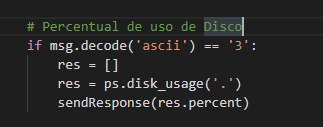 # Percentual de uso de Disco
if msg.decode('ascii') == '3':
res = []
res = ps.disk_usage('.')
sendResponse(res.percent)